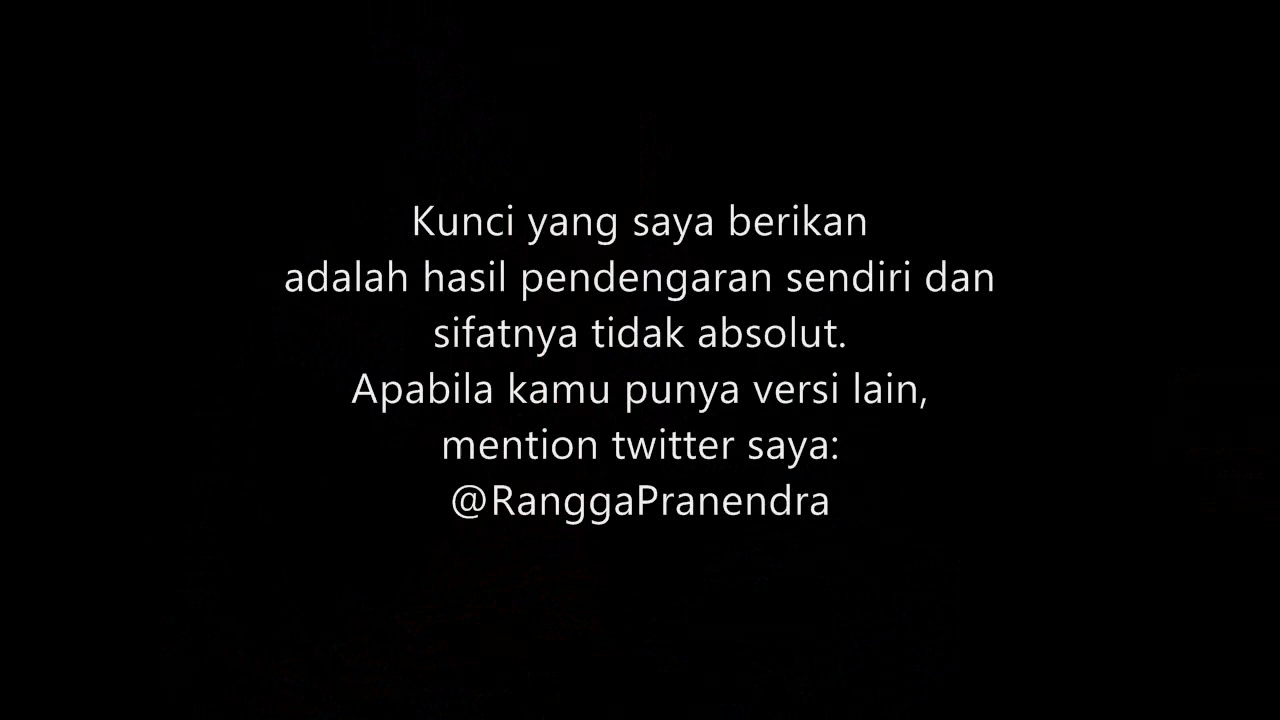 Kunci yang saya berikan
adalah hasil pendengaran sendiri dan
sifatnya tidak absolut.
Apabila kamu punya versi lain,
mention twitter saya:
@RanggaPranendra